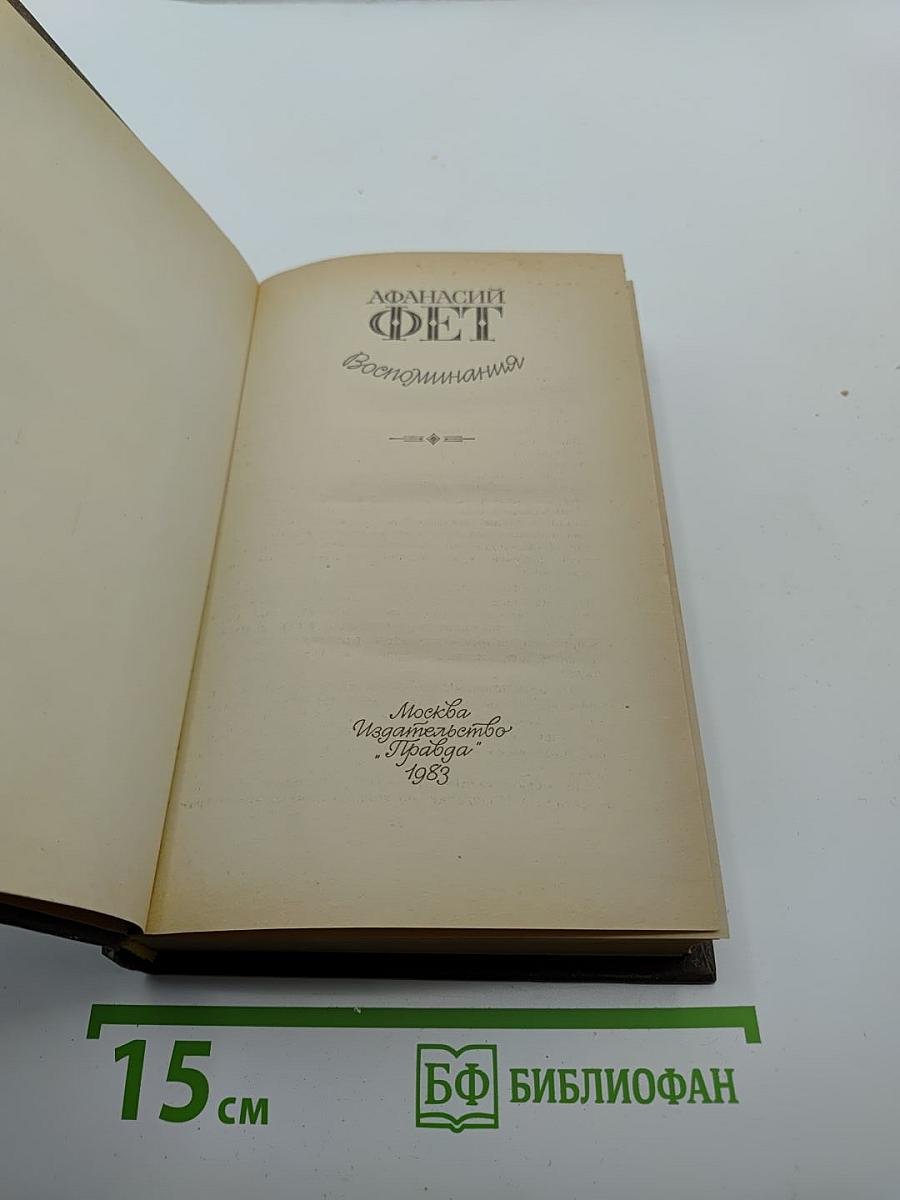 АФАНАСИЙ
ФЕТ
Воспоминания
Москва
Издательство
„Правда"
1983
15 см
БФ БИБЛИОФАН